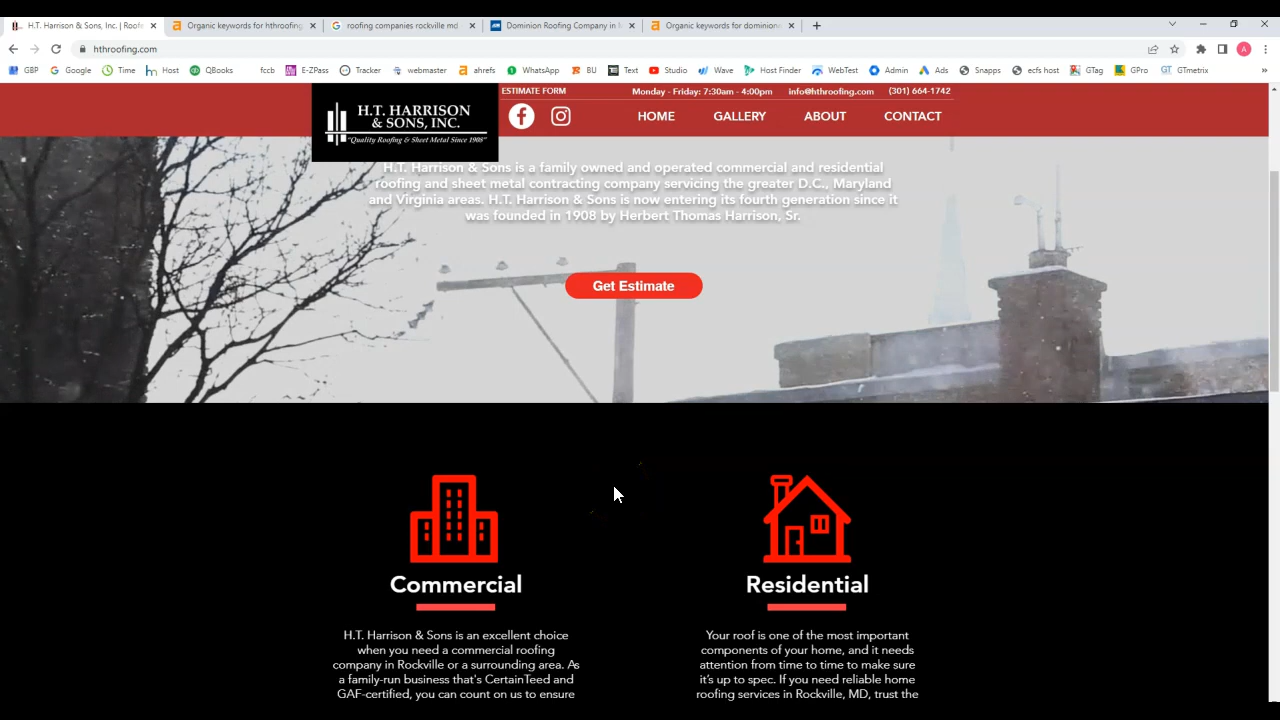 H.T. Harrison & Sons, Inc. | Roofi
Organic keywords for hthroofing.
roofing companies rockville md
Dominion Roofing Company in M
Organic keywords for dominionr
hthroofing.com
A
GBP
Google
Time
Host
QBooks
fccb
E-ZPass
Tracker
webmaster
ahrefs
WhatsApp
BU
Text
Studio
Wave
Host Finder
WebTest
Admin
Ads
Snapps
ecfs host
GTag
GPro
GTmetrix
ESTIMATE FORM
Monday - Friday: 7:30am - 4:00pm
info@hthroofing.com
(301) 664-1742
H.T. HARRISON
& SONS, INC.
"Quality Roofing & Sheet Metal Since 1908"
HOME
GALLERY
ABOUT
CONTACT
H.T. Harrison & Sons is a family owned and operated commercial and residential
roofing and sheet metal contracting company servicing the greater D.C., Maryland
and Virginia areas. H.T. Harrison & Sons is now entering its fourth generation since it
was founded in 1908 by Herbert Thomas Harrison, Sr.
Get Estimate
Commercial
H.T. Harrison & Sons is an excellent choice
when you need a commercial roofing
company in Rockville or a surrounding area. As
a family-run business that's CertainTeed and
GAF-certified, you can count on us to ensure
Residential
Your roof is one of the most important
components of your home, and it needs
attention from time to time to make sure
it's up to spec. If you need reliable home
roofing services in Rockville, MD, trust the